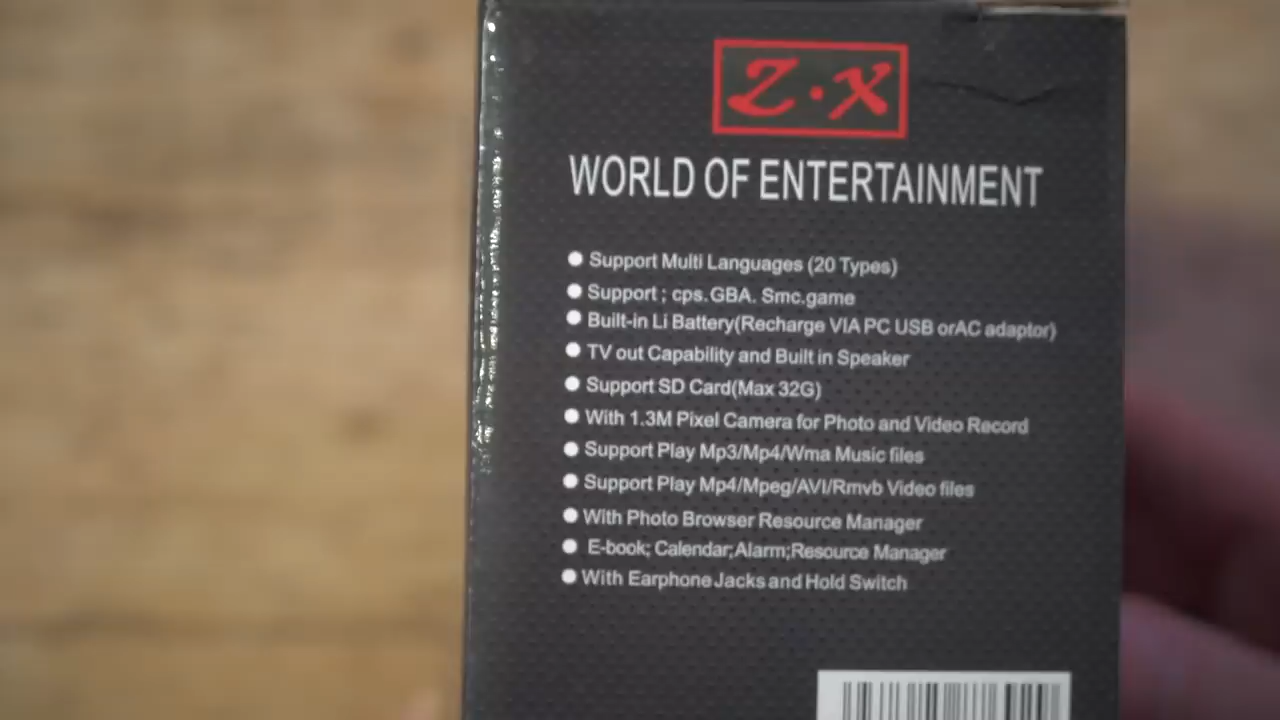 Z·X
WORLD OF ENTERTAINMENT
● Support Multi Languages (20 Types)
● Support ; cps.GBA. Smc.game
● Built-in Li Battery(Recharge VIA PC USB orAC adaptor)
● TV out Capability and Built in Speaker
● Support SD Card(Max 32G)
● With 1.3M Pixel Camera for Photo and Video Record
● Support Play Mp3/Mp4/Wma Music files
● Support Play Mp4/Mpeg/AVI/Rmvb Video files
● With Photo Browser Resource Manager
● E-book; Calendar;Alarm;Resource Manager
● With Earphone Jacks and Hold Switch